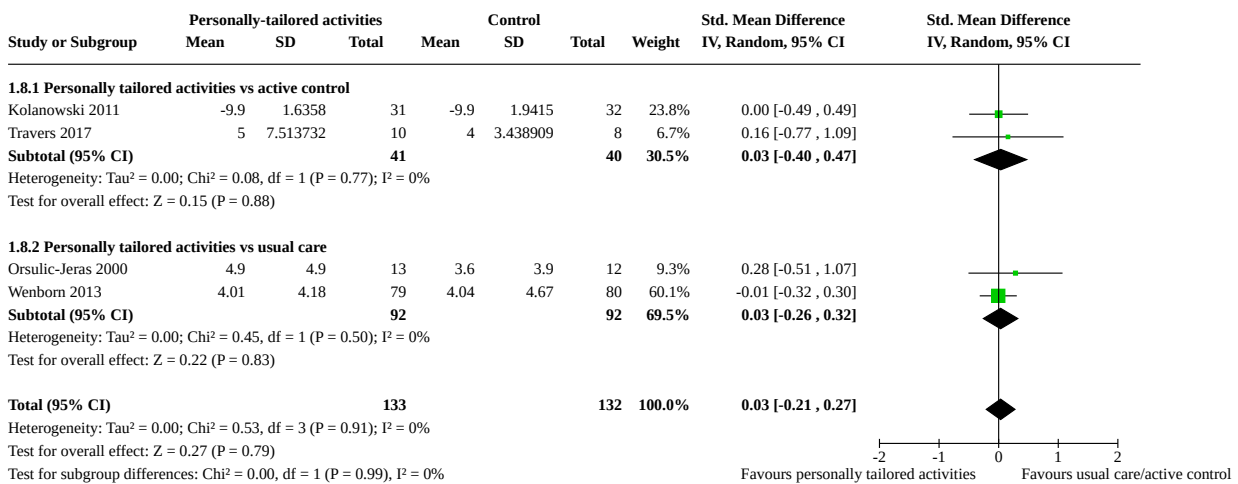 Personally-tailored activities Control Std. Mean Difference Std. Mean Difference
Study or Subgroup Mean SD Total Mean SD Total Weight IV, Random, 95% CI IV, Random, 95% CI
1.8.1 Personally tailored activities vs active control
Kolanowski 2011 -9.9 1.6358 31 -9.9 1.9415 32 23.8% 0.00 [-0.49 , 0.49]
Travers 2017 5 7.513732 10 4 3.438909 8 6.7% 0.16 [-0.77 , 1.09]
Subtotal (95% CI) 41 40 30.5% 0.03 [-0.40 , 0.47]
Heterogeneity: Tau² = 0.00; Chi² = 0.08, df = 1 (P = 0.77); I² = 0%
Test for overall effect: Z = 0.15 (P = 0.88)
1.8.2 Personally tailored activities vs usual care
Orsulic-Jeras 2000 4.9 4.9 13 3.6 3.9 12 9.3% 0.28 [-0.51 , 1.07]
Wenborn 2013 4.01 4.18 79 4.04 4.67 80 60.1% -0.01 [-0.32 , 0.30]
Subtotal (95% CI) 92 92 69.5% 0.03 [-0.26 , 0.32]
Heterogeneity: Tau² = 0.00; Chi² = 0.45, df = 1 (P = 0.50); I² = 0%
Test for overall effect: Z = 0.22 (P = 0.83)
Total (95% CI) 133 132 100.0% 0.03 [-0.21 , 0.27]
Heterogeneity: Tau² = 0.00; Chi² = 0.53, df = 3 (P = 0.91); I² = 0%
Test for overall effect: Z = 0.27 (P = 0.79)
-2 -1 0 1 2
Test for subgroup differences: Chi² = 0.00, df = 1 (P = 0.99), I² = 0% Favours personally tailored activities Favours usual care/active control